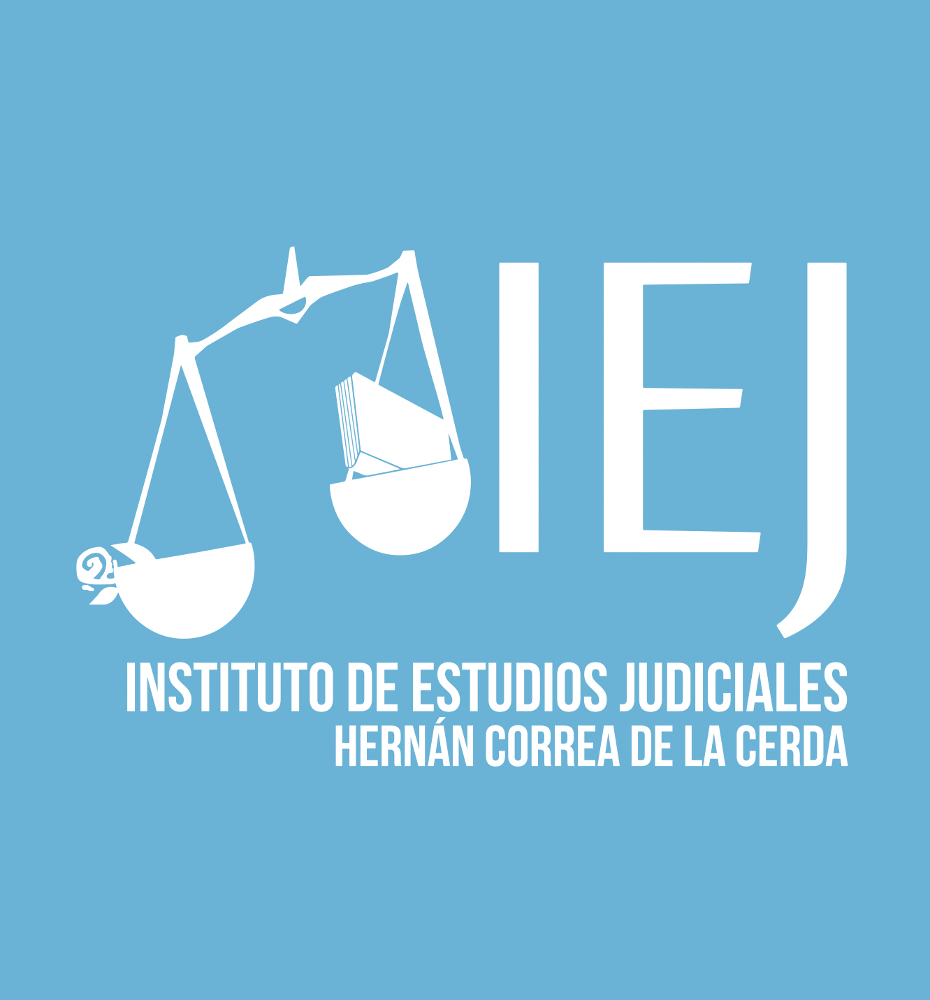 IEJ
INSTITUTO DE ESTUDIOS JUDICIALES
HERNÁN CORREA DE LA CERDA